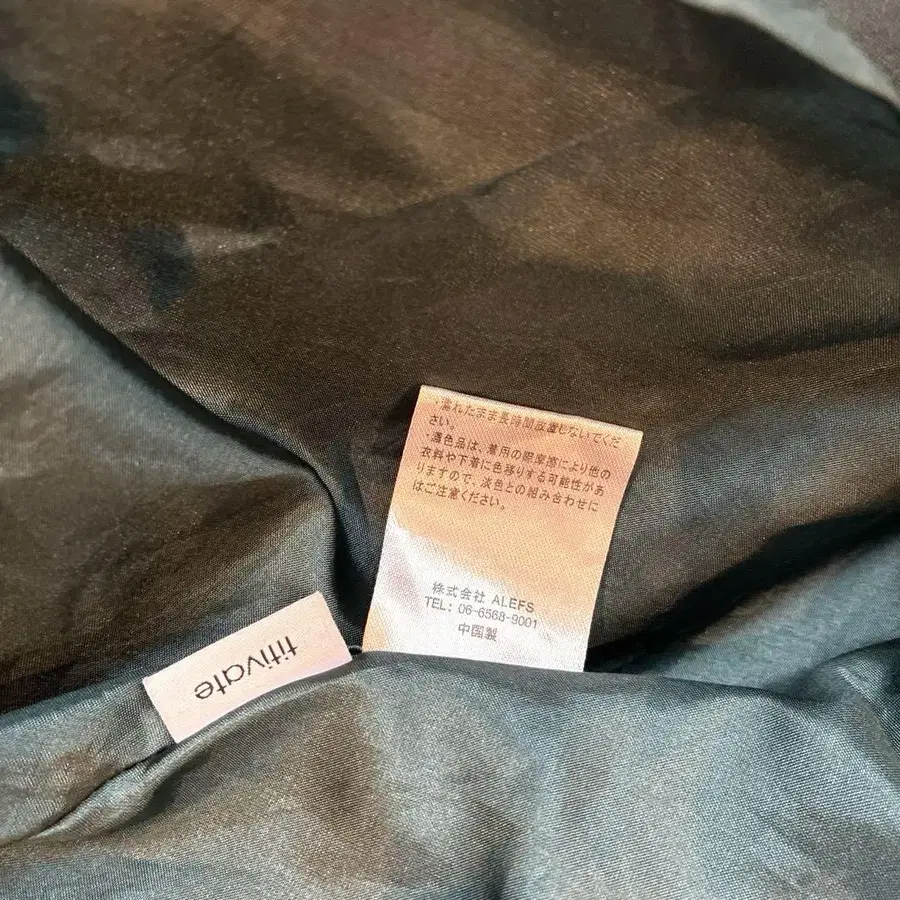 ・濡れたまま長時間放置しないでくだ
さい。
・濃色品は、着用の際摩擦により他の
衣料や下着に色移りする可能性があ
りますので、淡色との組み合わせに
はご注意ください。
株式会社 ALEFS
TEL: 06-6568-9001
中国製
titivate